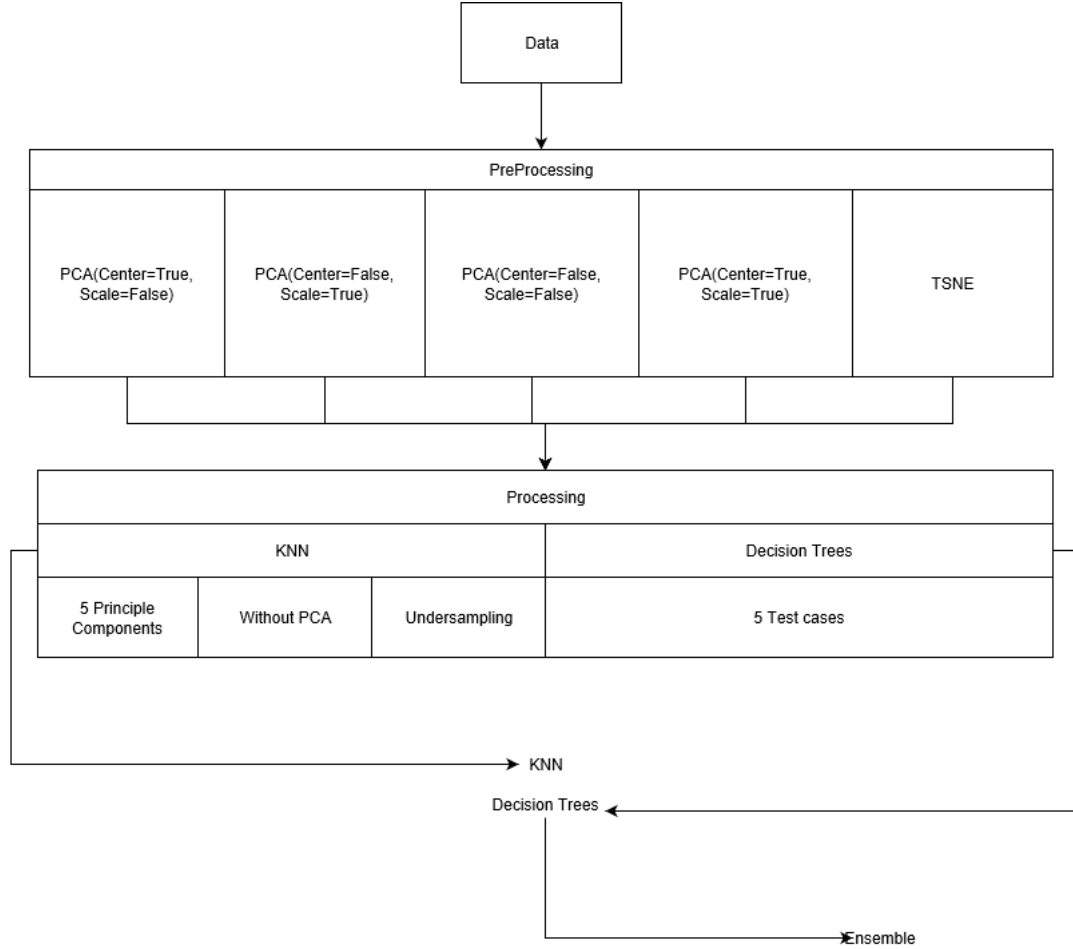 Data
PreProcessing
PCA(Center=True,
Scale=False)
PCA(Center=False,
Scale=True)
PCA(Center=False,
Scale=False)
PCA(Center=True,
Scale=True)
TSNE
Processing
KNN
Decision Trees
5 Principle
Components
Without PCA
Undersampling
5 Test cases
KNN
Decision Trees
Ensemble